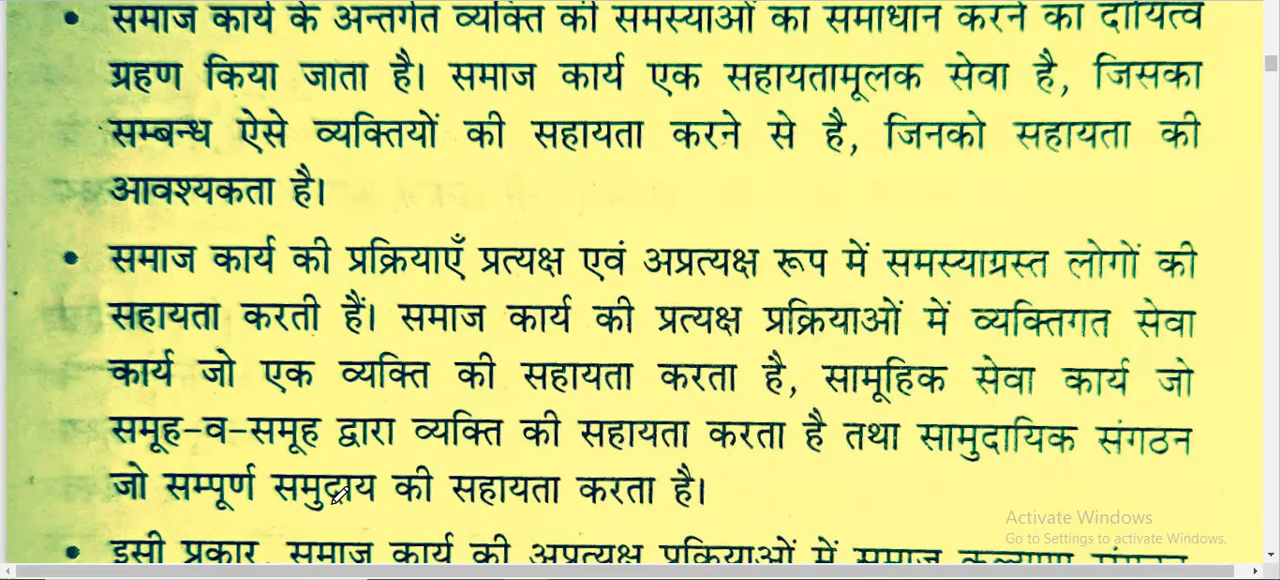 • समाज कार्य के अन्तर्गत व्यक्ति की समस्याओं का समाधान करने का दायित्व
ग्रहण किया जाता है। समाज कार्य एक सहायतामूलक सेवा है, जिसका
सम्बन्ध ऐसे व्यक्तियों की सहायता करने से है, जिनको सहायता की
आवश्यकता है।
• समाज कार्य की प्रक्रियाएँ प्रत्यक्ष एवं अप्रत्यक्ष रूप में समस्याग्रस्त लोगों की
सहायता करती हैं। समाज कार्य की प्रत्यक्ष प्रक्रियाओं में व्यक्तिगत सेवा
कार्य जो एक व्यक्ति की सहायता करता है, सामूहिक सेवा कार्य जो
समूह-व-समूह द्वारा व्यक्ति की सहायता करता है तथा सामुदायिक संगठन
जो सम्पूर्ण समुदाय की सहायता करता है।
• इसी प्रकार, समाज कार्य की अप्रत्यक्ष प्रक्रियाओं में समाज कल्याण संगठन
Activate Windows
Go to Settings to activate Windows.